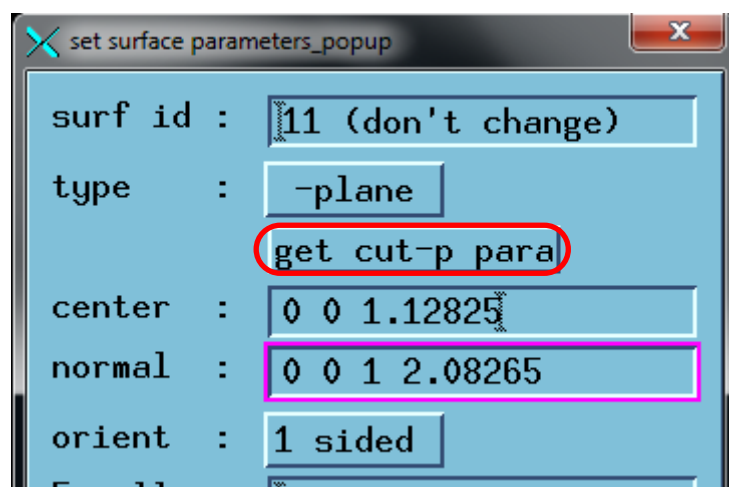 set surface parameters_popup
surf id : 11 (don't change)
type : -plane
get cut-p para
center : 0 0 1.12825
normal : 0 0 1 2.08265
orient : 1 sided